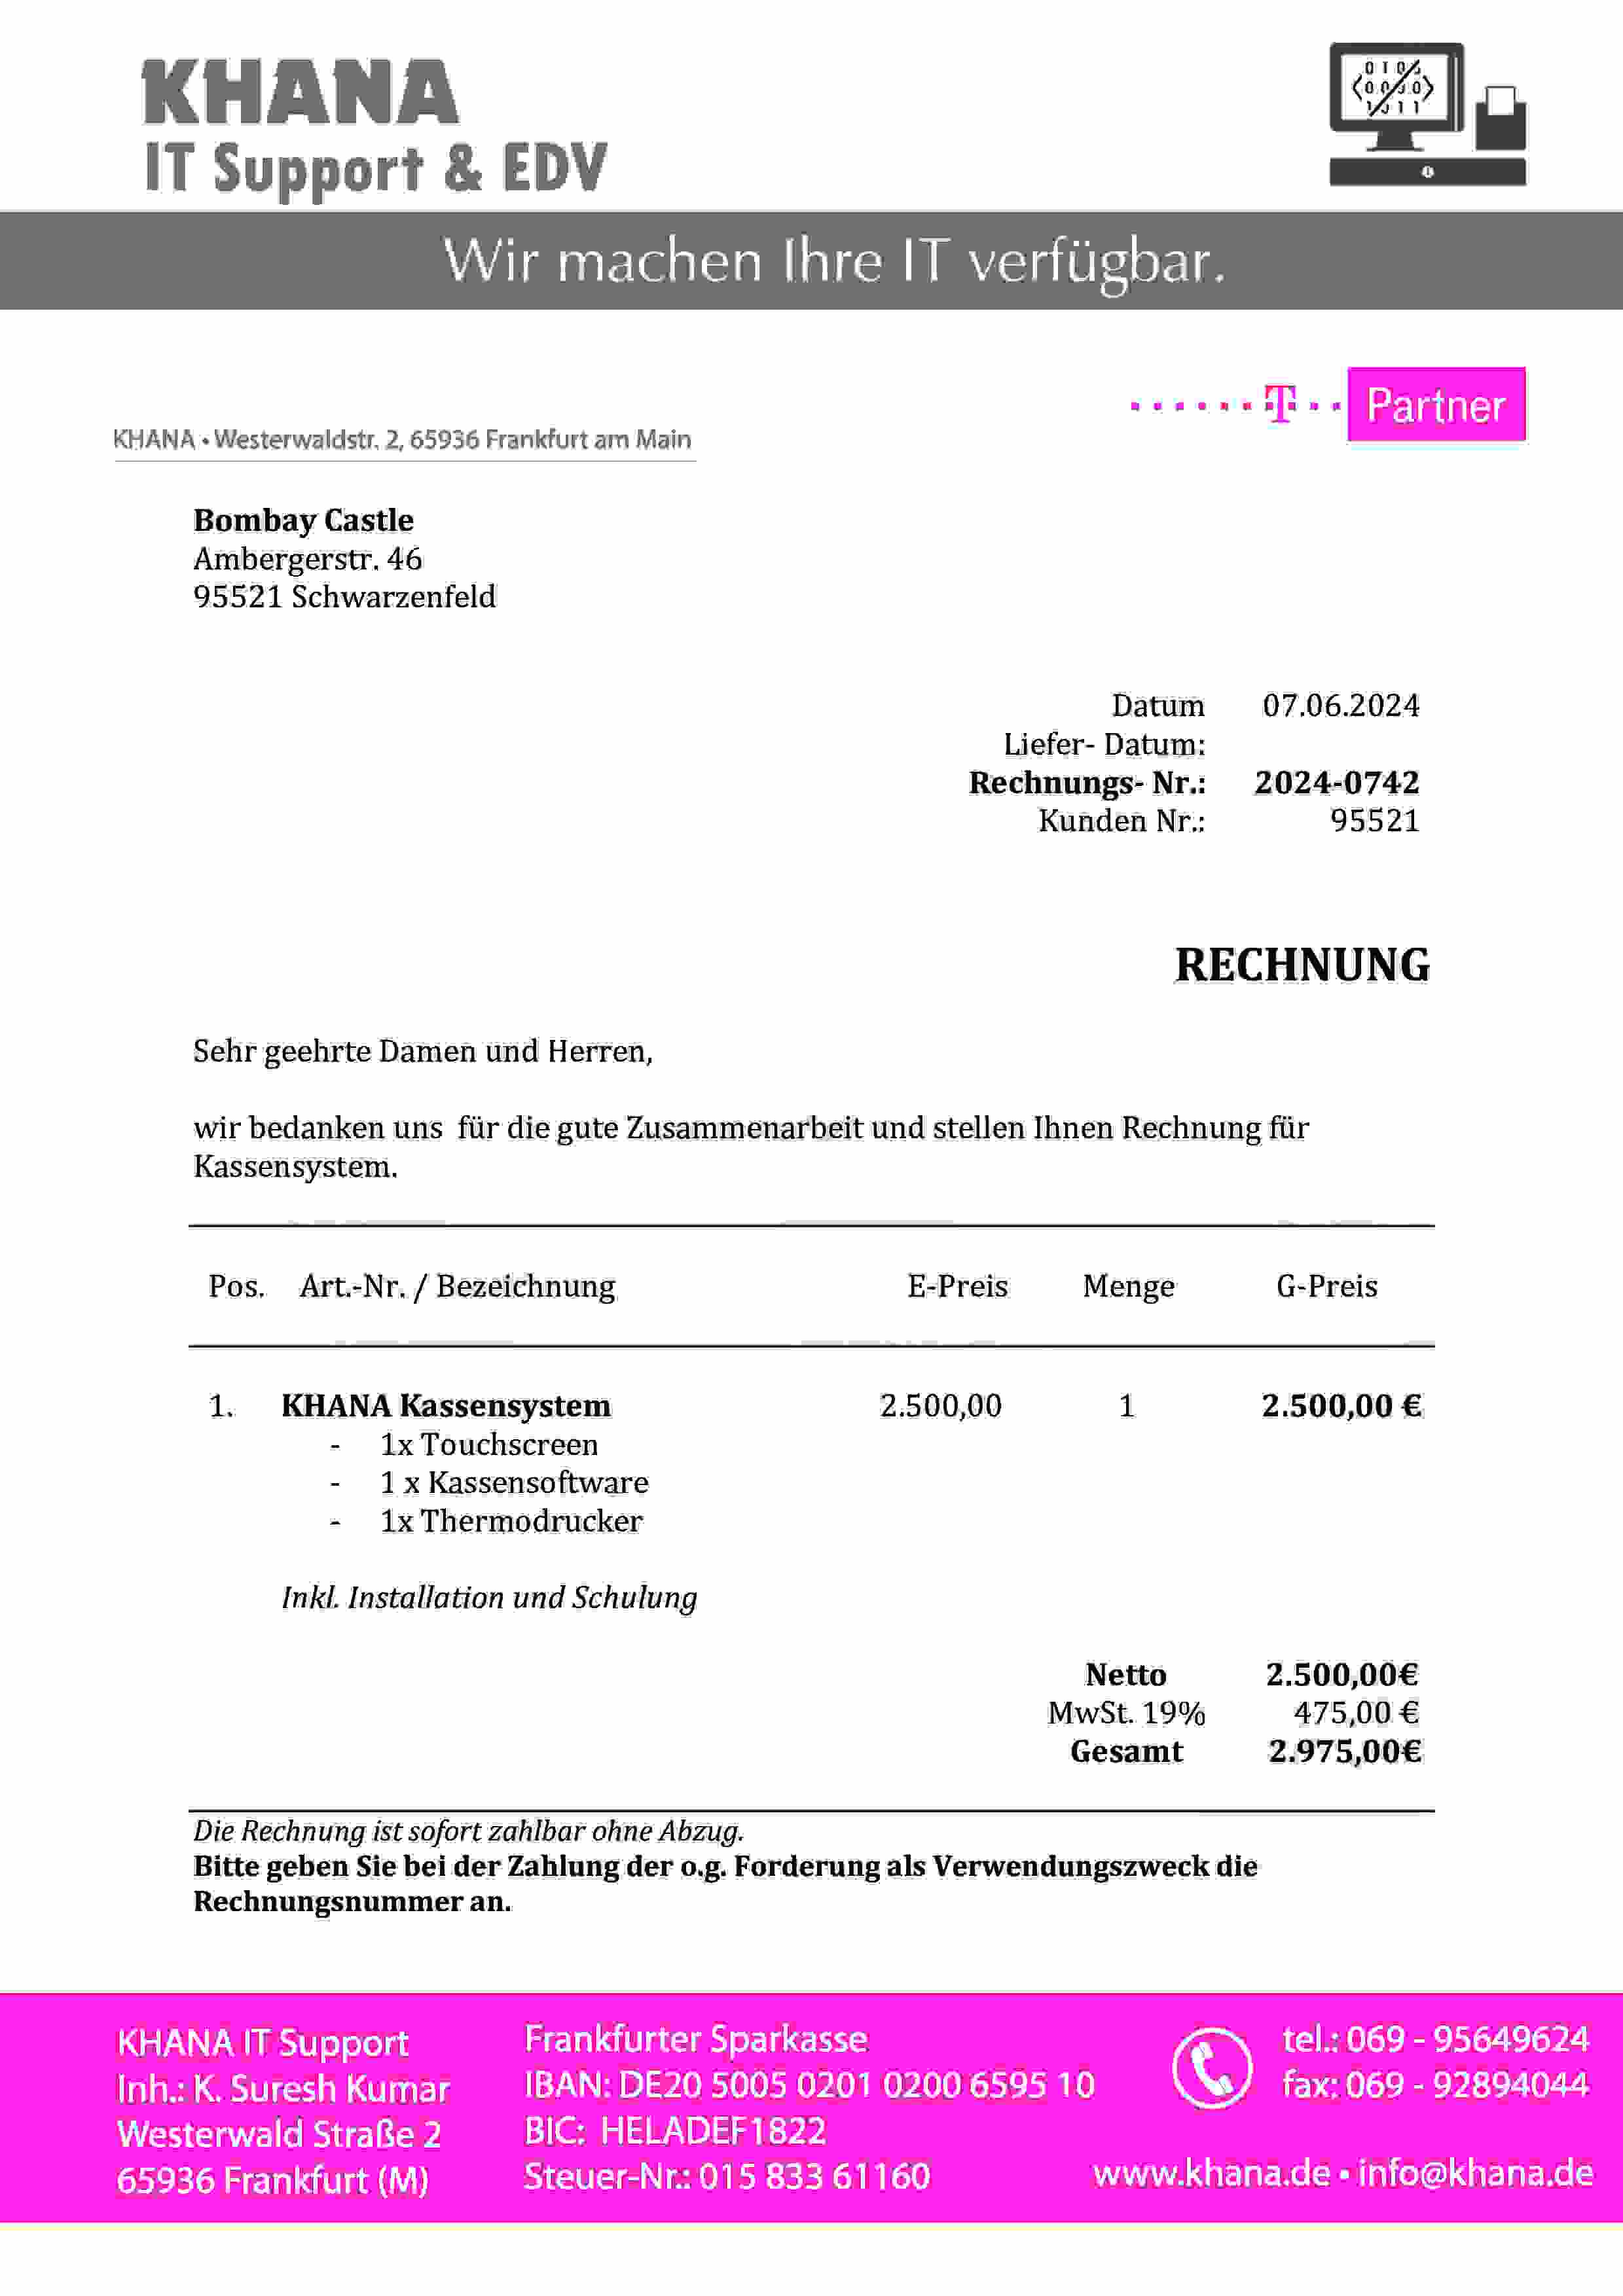 KHANA
IT Support & EDV
Wir machen Ihre IT verfügbar.
T Partner
KHANA • Westerwaldstr. 2, 65936 Frankfurt am Main
Bombay Castle
Ambergerstr. 46
95521 Schwarzenfeld
Datum 07.06.2024
Liefer- Datum:
Rechnungs- Nr.: 2024-0742
Kunden Nr.: 95521
RECHNUNG
Sehr geehrte Damen und Herren,
wir bedanken uns für die gute Zusammenarbeit und stellen Ihnen Rechnung für
Kassensystem.
Pos. Art.-Nr. / Bezeichnung E-Preis Menge G-Preis
1. KHANA Kassensystem 2.500,00 1 2.500,00 €
- 1x Touchscreen
- 1 x Kassensoftware
- 1x Thermodrucker
Inkl. Installation und Schulung
Netto 2.500,00€
MwSt. 19% 475,00 €
Gesamt 2.975,00€
Die Rechnung ist sofort zahlbar ohne Abzug.
Bitte geben Sie bei der Zahlung der o.g. Forderung als Verwendungszweck die
Rechnungsnummer an.
KHANA IT Support
Inh.: K. Suresh Kumar
Westerwald Straße 2
65936 Frankfurt (M)
Frankfurter Sparkasse
IBAN: DE20 5005 0201 0200 6595 10
BIC: HELADEF1822
Steuer-Nr.: 015 833 61160
tel.: 069 - 95649624
fax: 069 - 92894044
www.khana.de • info@khana.de